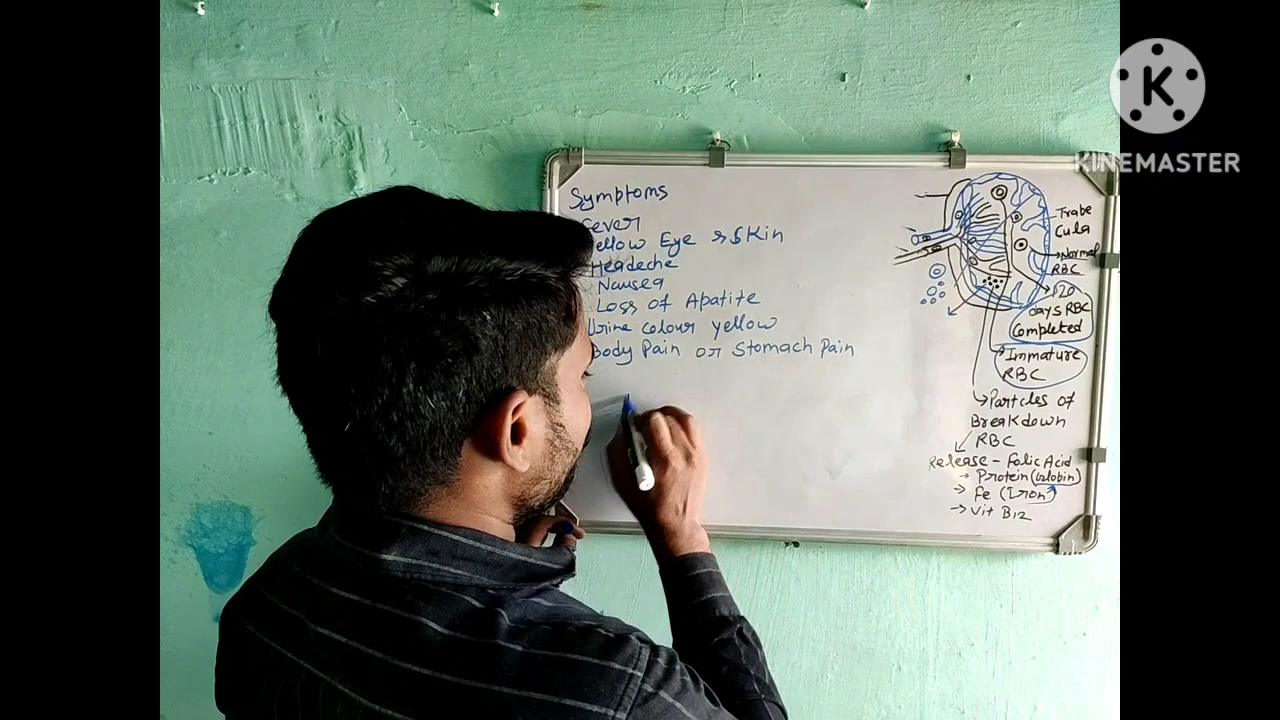 Symptoms
Fever
Yellow Eye & Skin
Headeche
Nausea
Loss of Apatite
Urine colour yellow
Body Pain or Stomach Pain
Trabe
Cula
Normal
RBC
120
days RBC
Completed
Immature
RBC
Partcles of
Breakdown
RBC
Release - Folic Acid
→ Protein (Globin)
→ Fe (Iron)
→ Vit B12
K
KINEMASTER